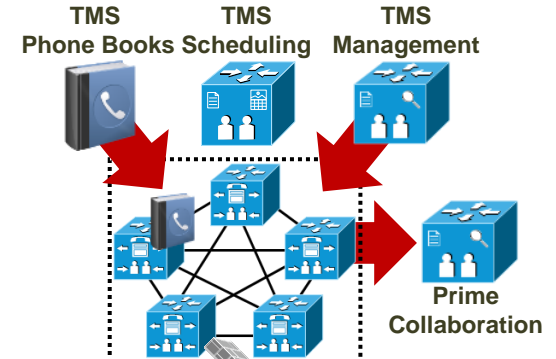 TMS
Phone Books
TMS
Scheduling
TMS
Management
Prime
Collaboration